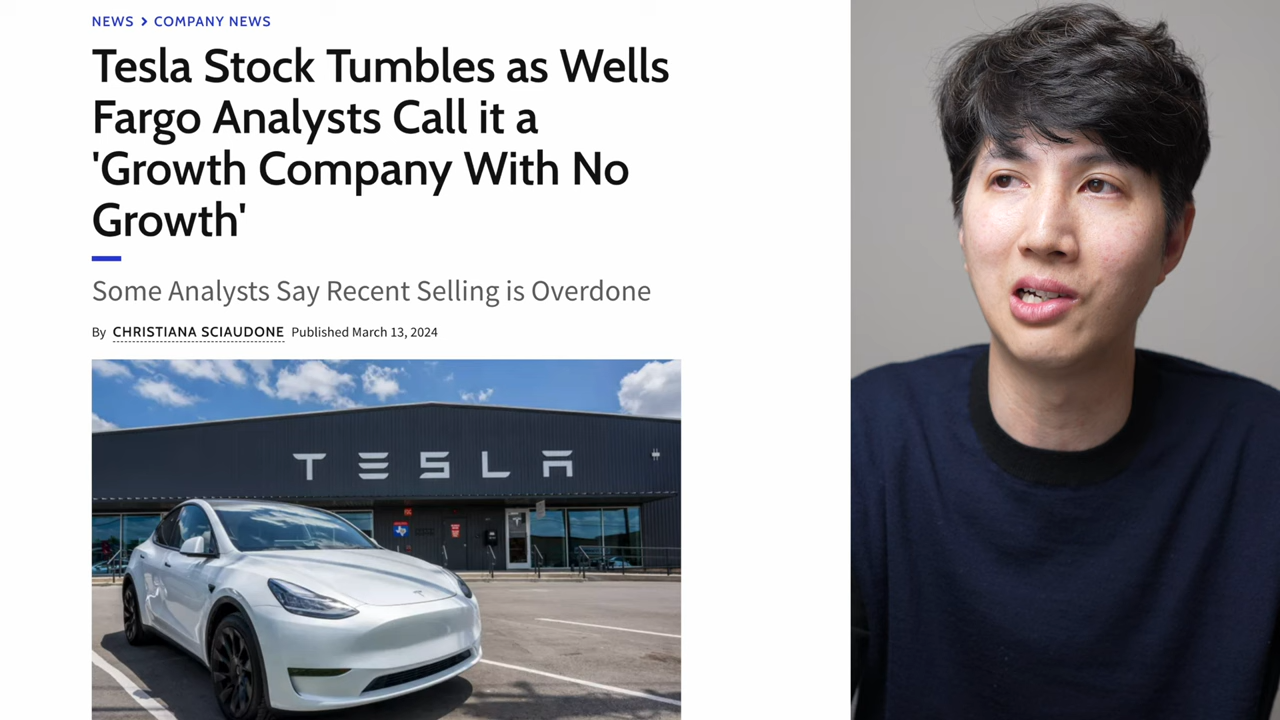 NEWS > COMPANY NEWS
Tesla Stock Tumbles as Wells
Fargo Analysts Call it a
'Growth Company With No
Growth'
Some Analysts Say Recent Selling is Overdone
By CHRISTIANA SCIAUDONE Published March 13, 2024
TESLA